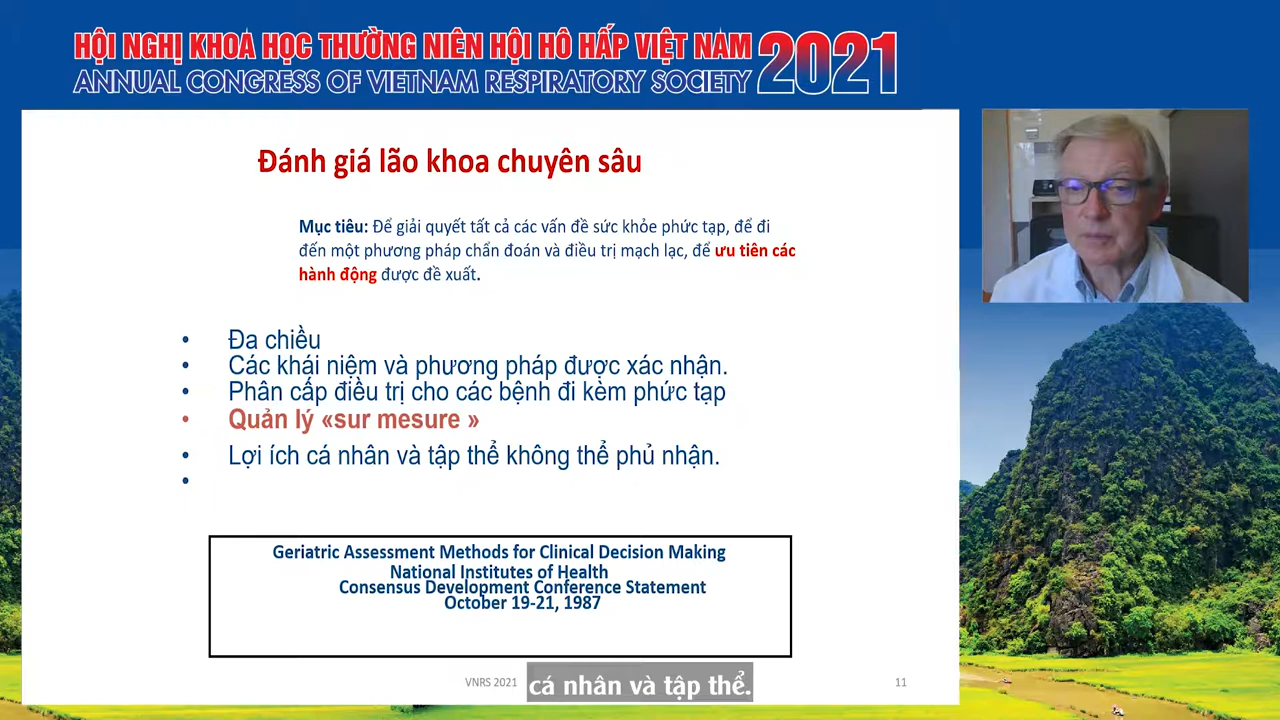 HỘI NGHỊ KHOA HỌC THƯỜNG NIÊN HỘI HÔ HẤP VIỆT NAM 2021
ANNUAL CONGRESS OF VIETNAM RESPIRATORY SOCIETY
Đánh giá lão khoa chuyên sâu
Mục tiêu: Để giải quyết tất cả các vấn đề sức khỏe phức tạp, để đi
đến một phương pháp chẩn đoán và điều trị mạch lạc, để ưu tiên các
hành động được đề xuất.
• Đa chiều
• Các khái niệm và phương pháp được xác nhận.
• Phân cấp điều trị cho các bệnh đi kèm phức tạp
• Quản lý «sur mesure »
• Lợi ích cá nhân và tập thể không thể phủ nhận.
•
Geriatric Assessment Methods for Clinical Decision Making
National Institutes of Health
Consensus Development Conference Statement
October 19-21, 1987
VNRS 2021
cá nhân và tập thể.
11